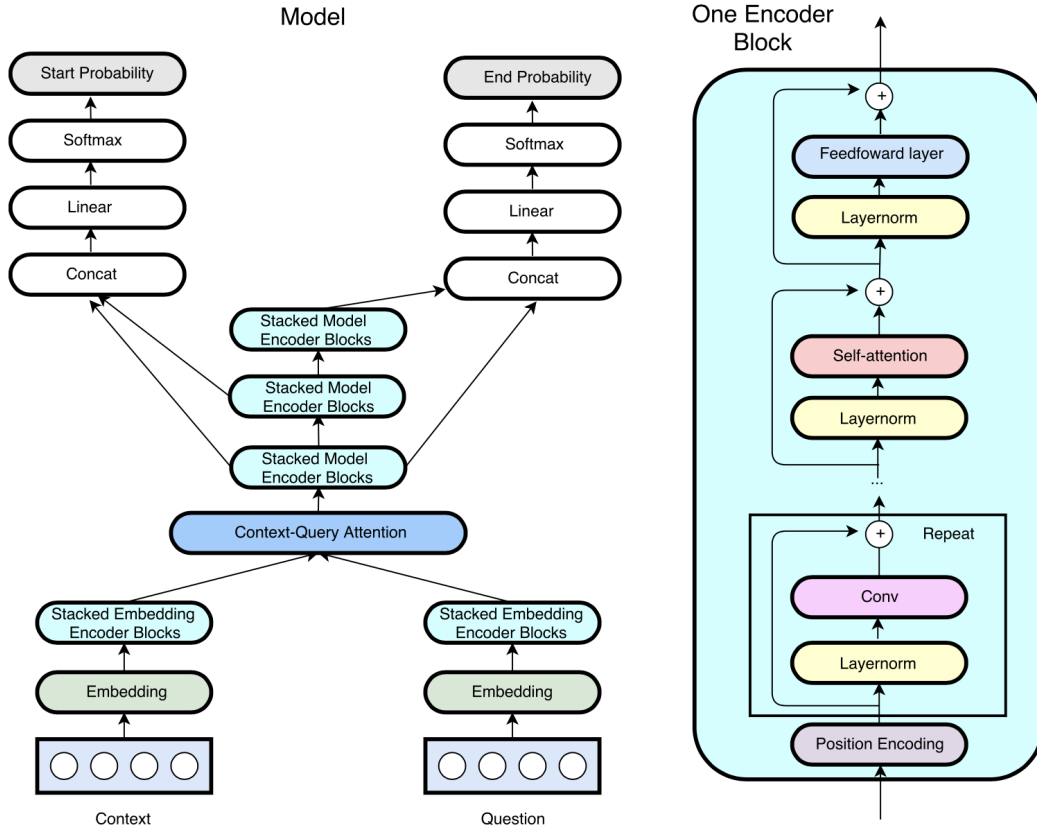 Model
Start Probability
Softmax
Linear
Concat
End Probability
Softmax
Linear
Concat
Stacked Model
Encoder Blocks
Stacked Model
Encoder Blocks
Stacked Model
Encoder Blocks
Context-Query Attention
Stacked Embedding
Encoder Blocks
Stacked Embedding
Encoder Blocks
Embedding
Embedding
Context
Question
One Encoder
Block
+
Feedfoward layer
Layernorm
+
Self-attention
Layernorm
...
+
Repeat
Conv
Layernorm
Position Encoding